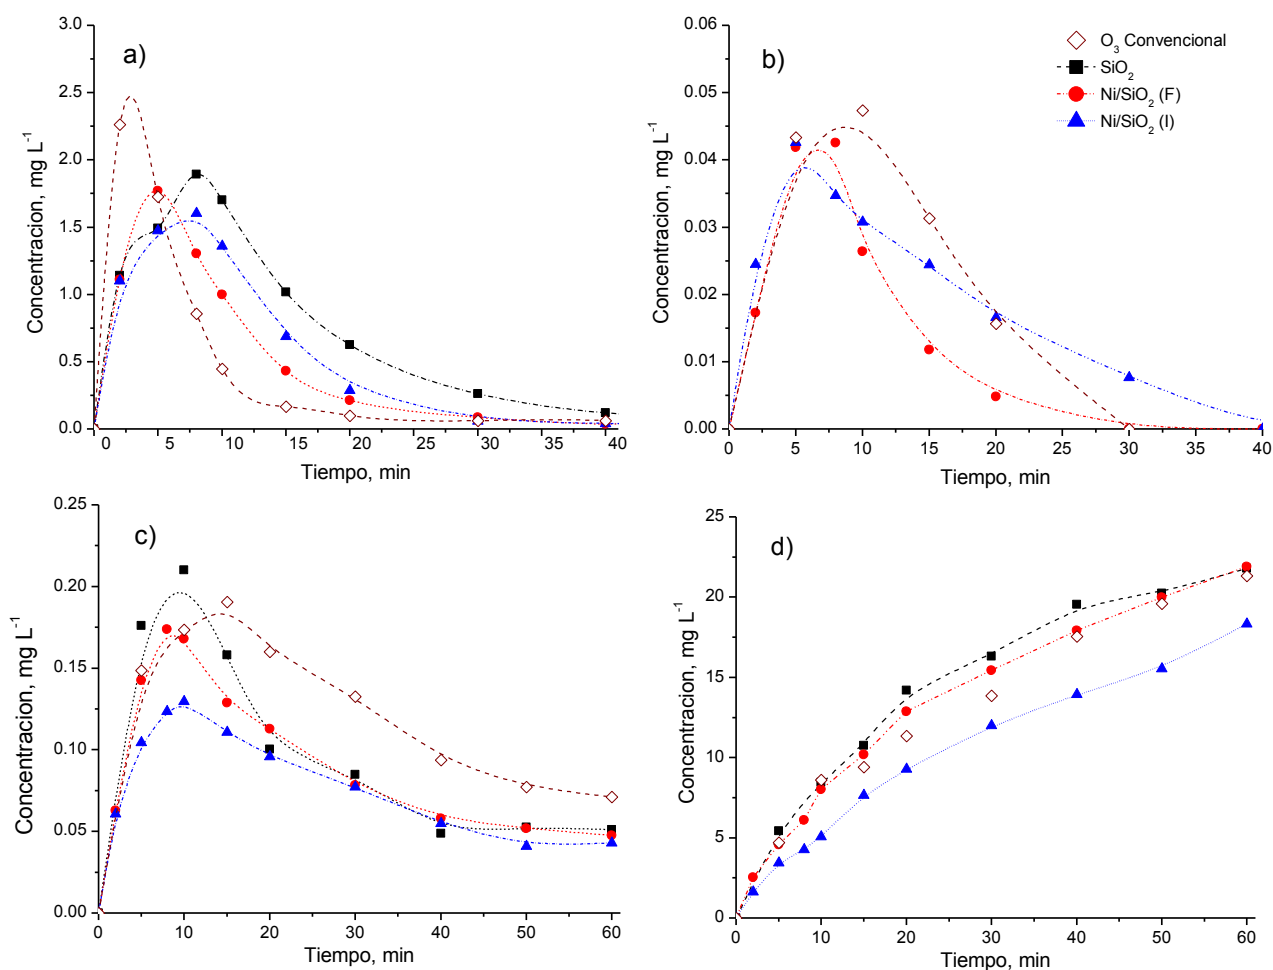 a)
3.0
2.5
2.0
1.5
1.0
0.5
0.0
Concentracion, mg L⁻¹
0 5 10 15 20 25 30 35 40
Tiempo, min
b)
0.06
0.05
0.04
0.03
0.02
0.01
0.00
Concentracion, mg L⁻¹
0 5 10 15 20 25 30 35 40
Tiempo, min
O₃ Convencional
SiO₂
Ni/SiO₂ (F)
Ni/SiO₂ (I)
c)
0.25
0.20
0.15
0.10
0.05
0.00
Concentracion, mg L⁻¹
0 10 20 30 40 50 60
Tiempo, min
d)
25
20
15
10
5
0
Concentracion, mg L⁻¹
0 10 20 30 40 50 60
Tiempo, min